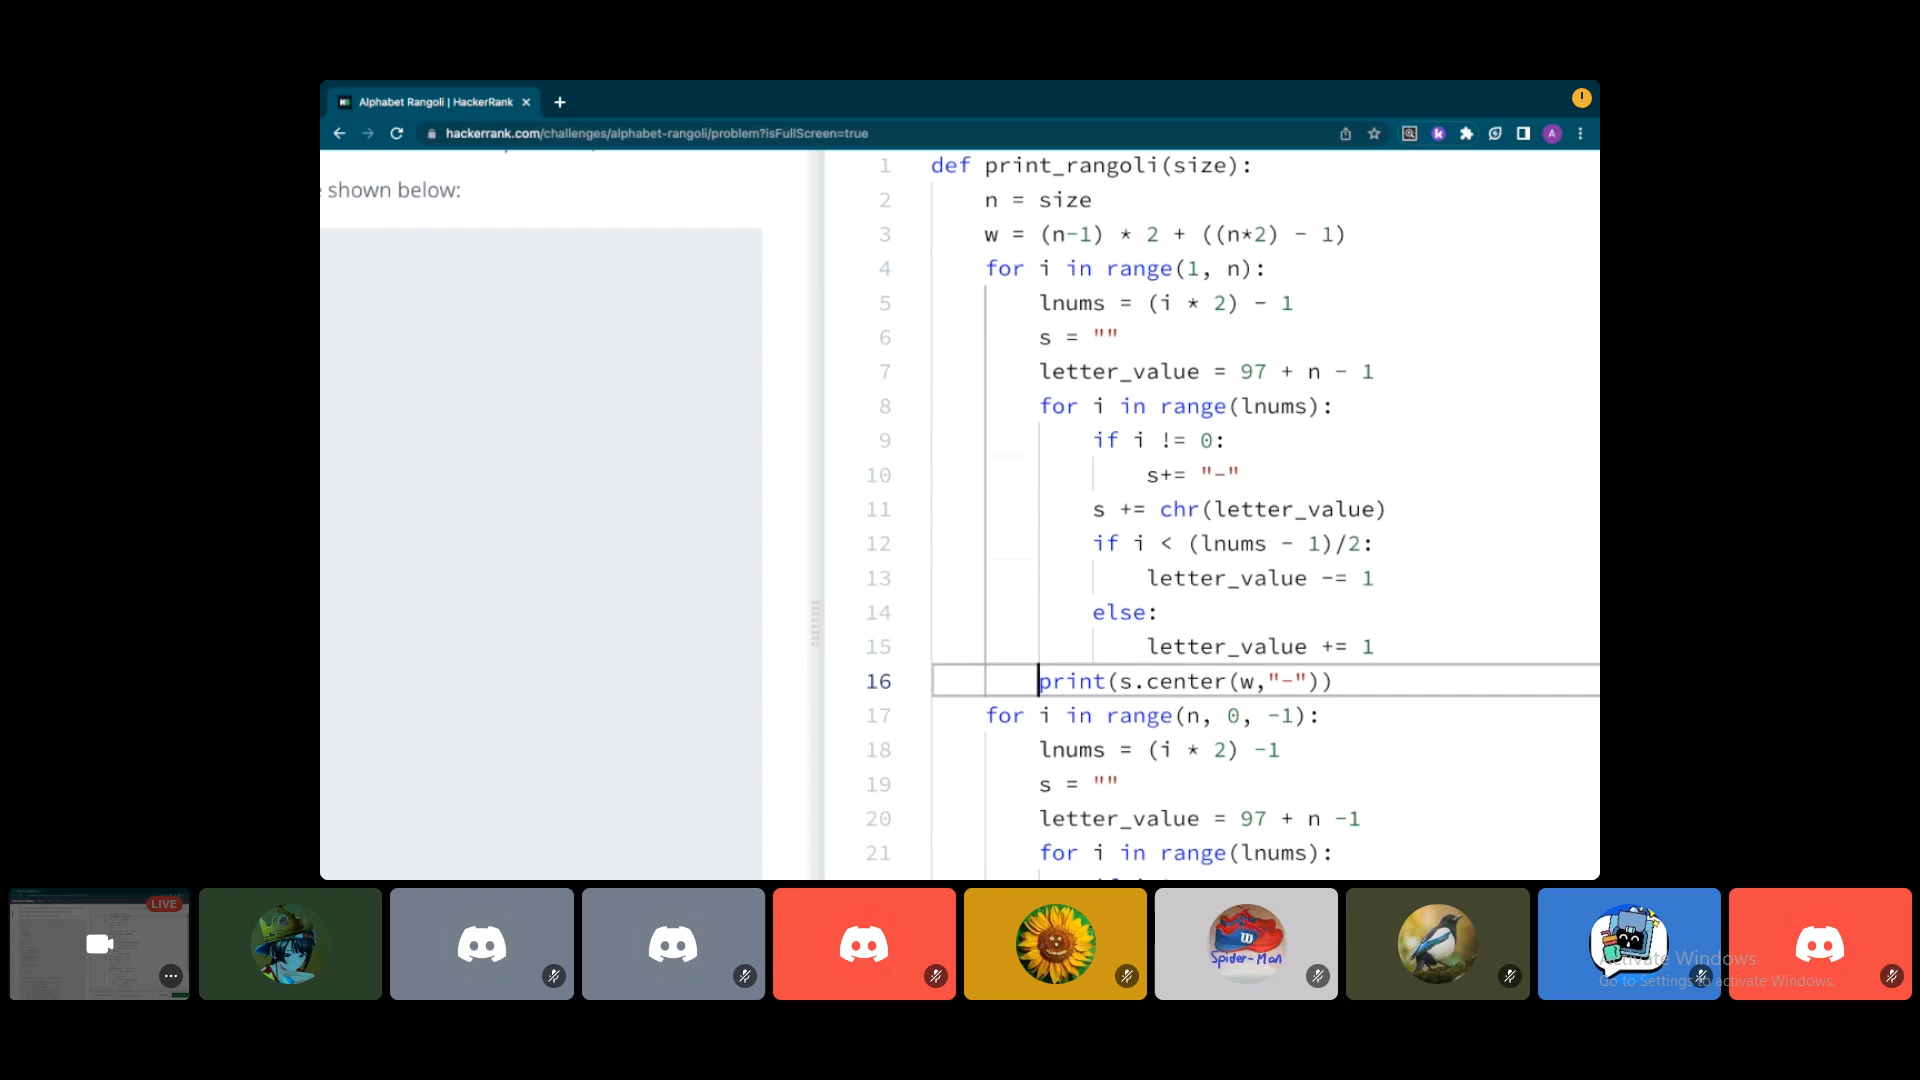 Alphabet Rangoli | HackerRank
hackerrank.com/challenges/alphabet-rangoli/problem?isFullScreen=true
A
shown below:
1 def print_rangoli(size):
2 n = size
3 w = (n-1) * 2 + ((n*2) - 1)
4 for i in range(1, n):
5 lnums = (i * 2) - 1
6 s = ""
7 letter_value = 97 + n - 1
8 for i in range(lnums):
9 if i != 0:
10 s+= "-"
11 s += chr(letter_value)
12 if i < (lnums - 1)/2:
13 letter_value -= 1
14 else:
15 letter_value += 1
16 print(s.center(w,"-"))
17 for i in range(n, 0, -1):
18 lnums = (i * 2) -1
19 s = ""
20 letter_value = 97 + n -1
21 for i in range(lnums):
LIVE
W
Spider-Man
Activate Windows
Go to Settings to activate Windows.